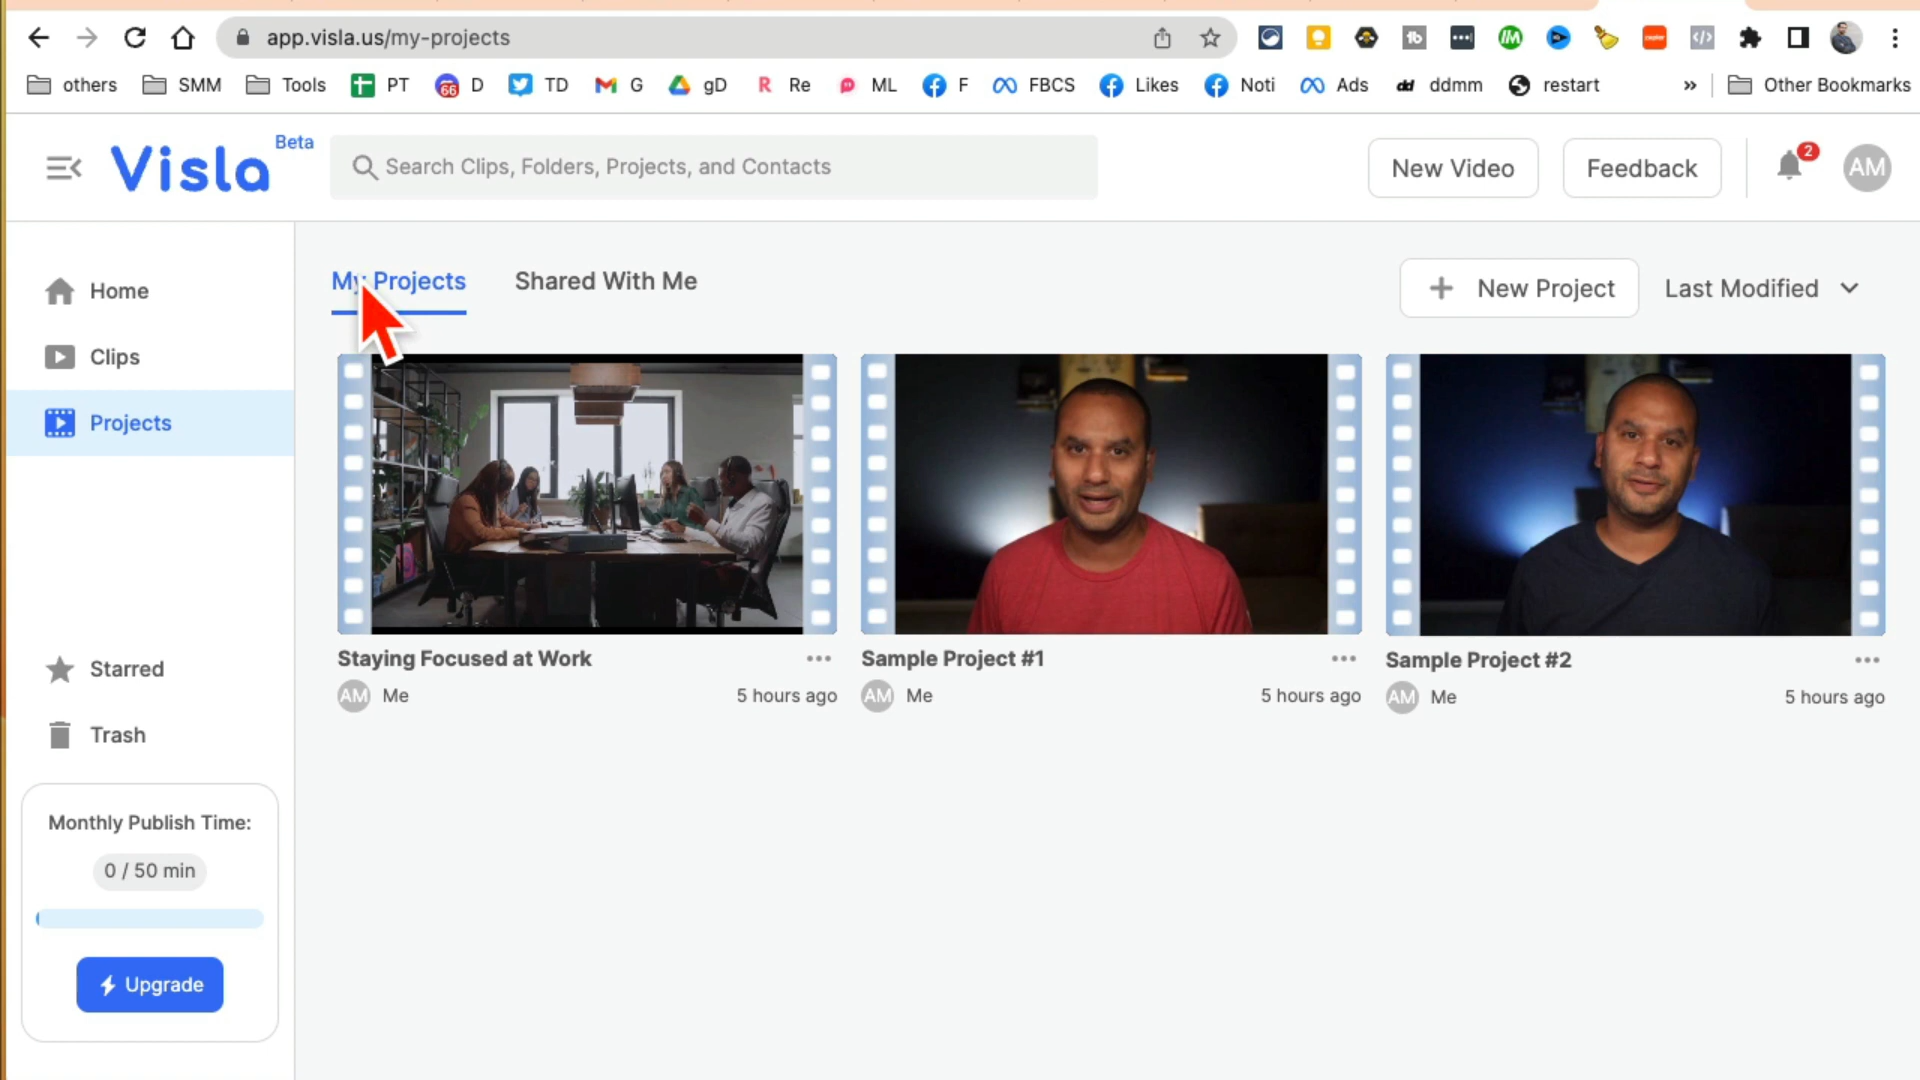 app.visla.us/my-projects
others SMM Tools PT 66 D TD G gD R Re ML F FBCS Likes Noti Ads dd ddmm restart » Other Bookmarks
Visla Beta
Search Clips, Folders, Projects, and Contacts
New Video
Feedback
2
AM
Home
Clips
Projects
Starred
Trash
Monthly Publish Time:
0 / 50 min
Upgrade
My Projects Shared With Me
New Project
Last Modified
Staying Focused at Work
AM Me 5 hours ago
Sample Project #1
AM Me 5 hours ago
Sample Project #2
AM Me 5 hours ago